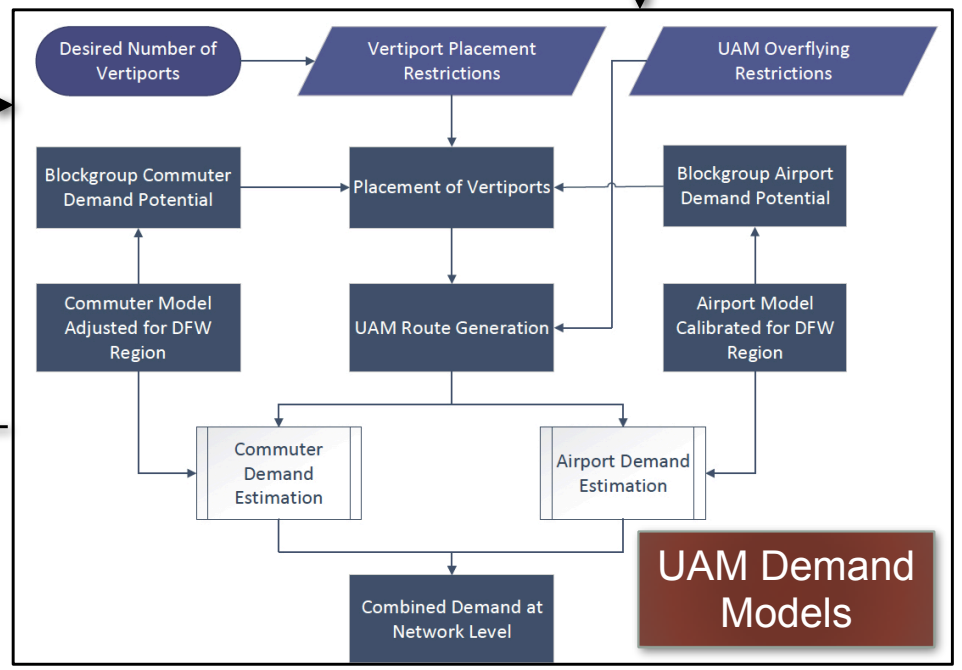 Desired Number of
Vertiports
Vertiport Placement
Restrictions
UAM Overflying
Restrictions
Blockgroup Commuter
Demand Potential
Placement of Vertiports
Blockgroup Airport
Demand Potential
Commuter Model
Adjusted for DFW
Region
UAM Route Generation
Airport Model
Calibrated for DFW
Region
Commuter
Demand
Estimation
Airport Demand
Estimation
Combined Demand at
Network Level
UAM Demand
Models